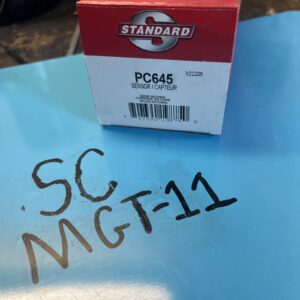 S
STANDARD
PC645
V22208
SENSOR / CAPTEUR
SC
MGT-11